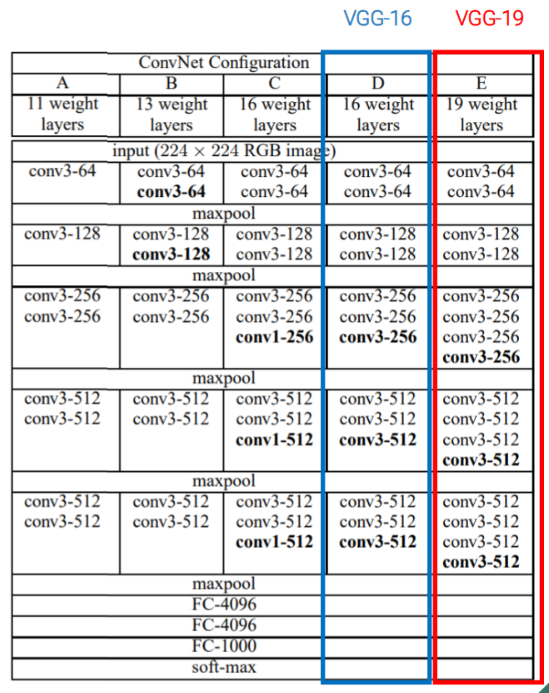 VGG-16 VGG-19
ConvNet Configuration
A B C D E
11 weight 13 weight 16 weight 16 weight 19 weight
layers layers layers layers layers
input (224 × 224 RGB image)
conv3-64 conv3-64 conv3-64 conv3-64 conv3-64
conv3-64 conv3-64 conv3-64 conv3-64
maxpool
conv3-128 conv3-128 conv3-128 conv3-128 conv3-128
conv3-128 conv3-128 conv3-128 conv3-128
maxpool
conv3-256 conv3-256 conv3-256 conv3-256 conv3-256
conv3-256 conv3-256 conv3-256 conv3-256 conv3-256
conv1-256 conv3-256 conv3-256
conv3-256
maxpool
conv3-512 conv3-512 conv3-512 conv3-512 conv3-512
conv3-512 conv3-512 conv3-512 conv3-512 conv3-512
conv1-512 conv3-512 conv3-512
conv3-512
maxpool
conv3-512 conv3-512 conv3-512 conv3-512 conv3-512
conv3-512 conv3-512 conv3-512 conv3-512 conv3-512
conv1-512 conv3-512 conv3-512
conv3-512
maxpool
FC-4096
FC-4096
FC-1000
soft-max